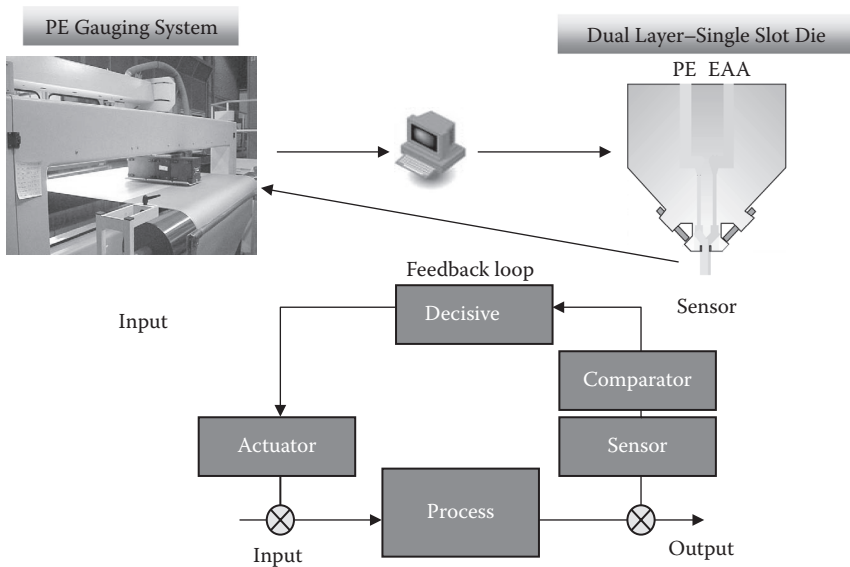 PE Gauging System
Dual Layer–Single Slot Die
PE EAA
Sensor
Input
Feedback loop
Decisive
Comparator
Actuator
Sensor
Process
Input
Output